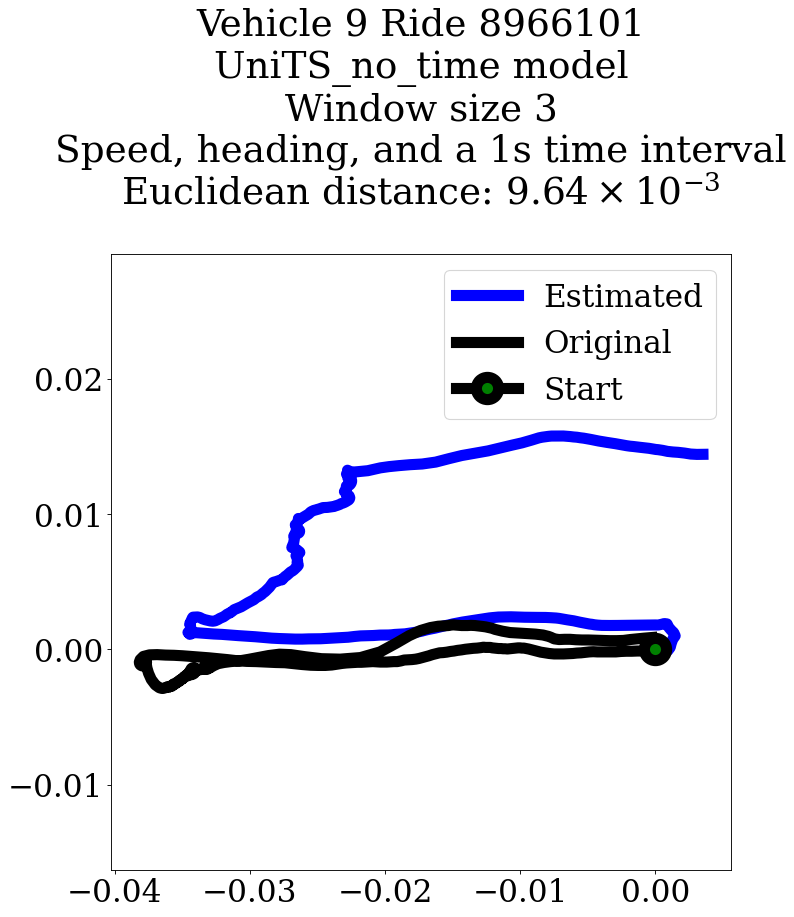 Vehicle 9 Ride 8966101
UniTS_no_time model
Window size 3
Speed, heading, and a 1s time interval
Euclidean distance: 9.64 × 10⁻³
Estimated
Original
Start
0.02
0.01
0.00
−0.01
−0.04
−0.03
−0.02
−0.01
0.00